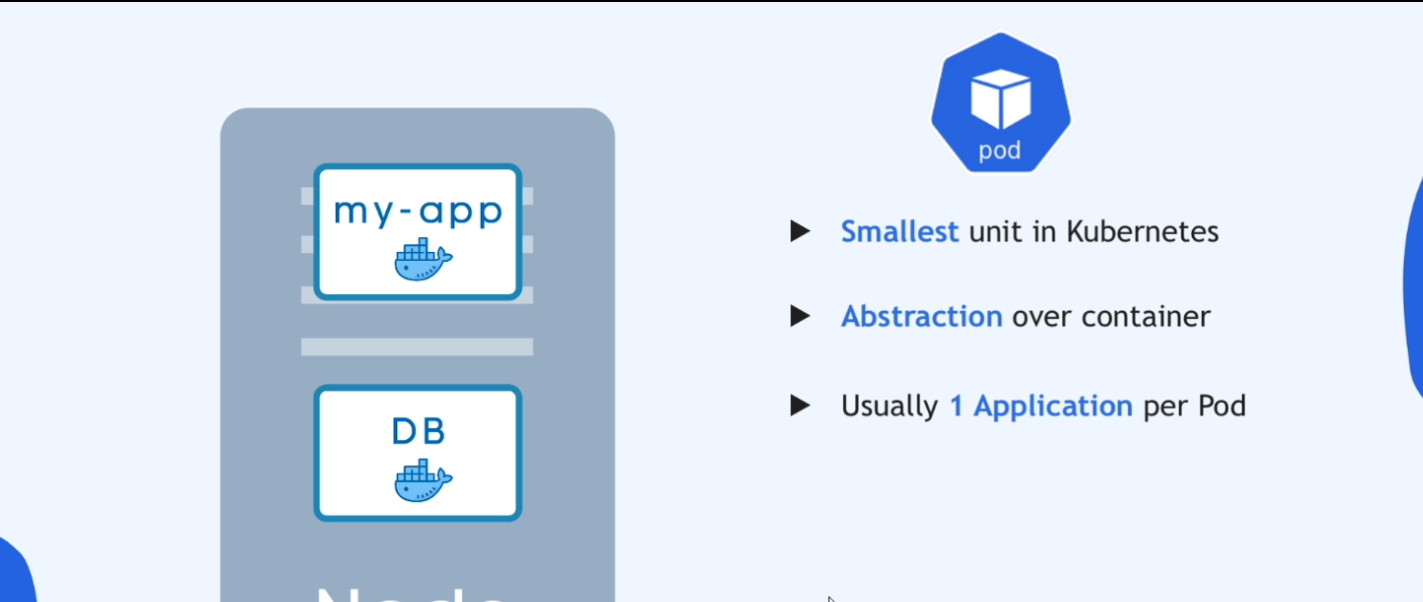 my-app
DB
Node
pod
Smallest unit in Kubernetes
Abstraction over container
Usually 1 Application per Pod